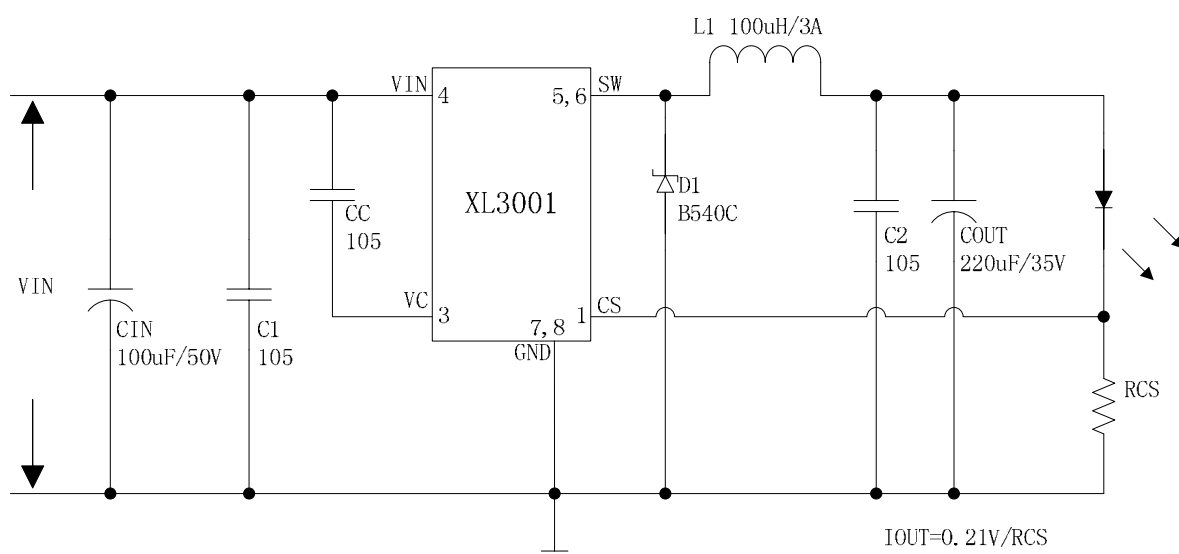 L1 100uH/3A
VIN
4
5,6
SW
XL3001
CC
105
D1
B540C
C2
105
COUT
220uF/35V
VIN
VC
3
1
CS
7,8
GND
CIN
100uF/50V
C1
105
RCS
IOUT=0.21V/RCS